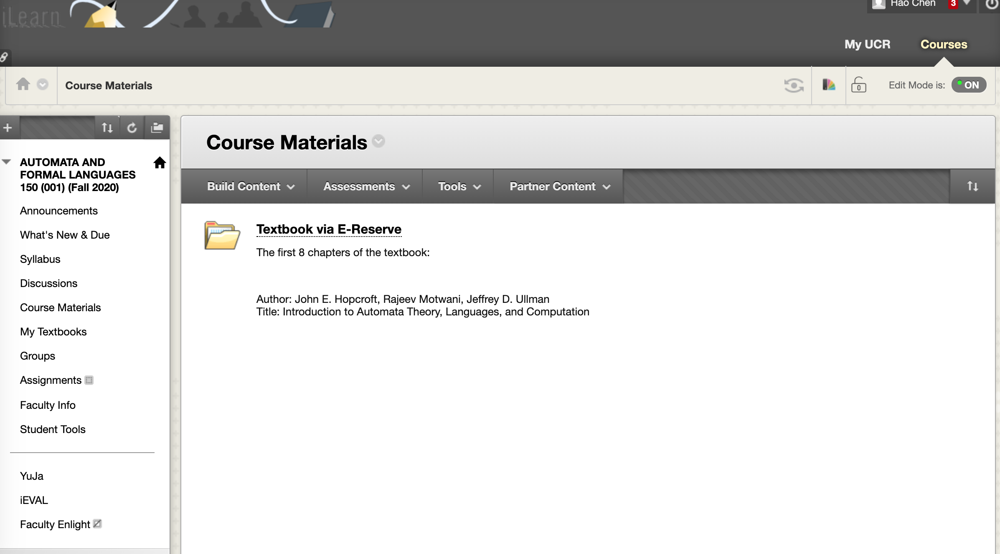 iLearn
Hao Chen 3
My UCR Courses
Course Materials
0
Edit Mode is: ON
AUTOMATA AND
FORMAL LANGUAGES
150 (001) (Fall 2020)
Announcements
What's New & Due
Syllabus
Discussions
Course Materials
My Textbooks
Groups
Assignments
Faculty Info
Student Tools
YuJa
iEVAL
Faculty Enlight
Course Materials
Build Content Assessments Tools Partner Content
Textbook via E-Reserve
The first 8 chapters of the textbook:
Author: John E. Hopcroft, Rajeev Motwani, Jeffrey D. Ullman
Title: Introduction to Automata Theory, Languages, and Computation